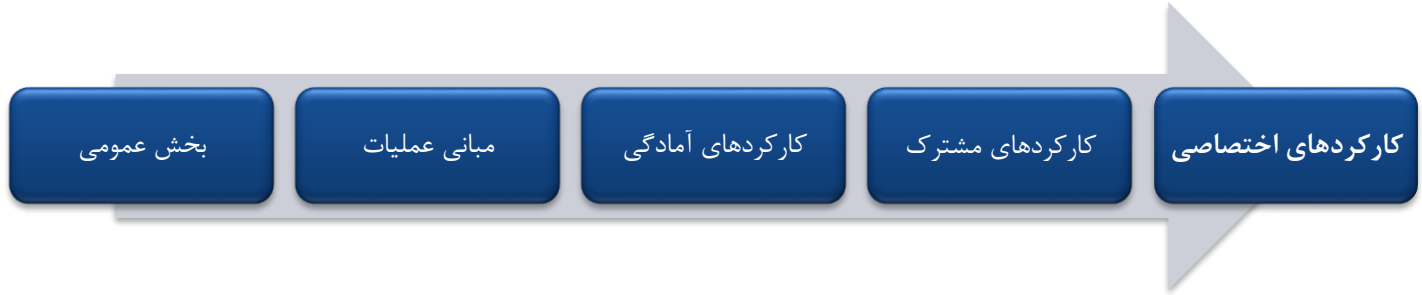 بخش عمومی
مبانی عملیات
کارکردهای آمادگی
کارکردهای مشترک
کارکردهای اختصاصی